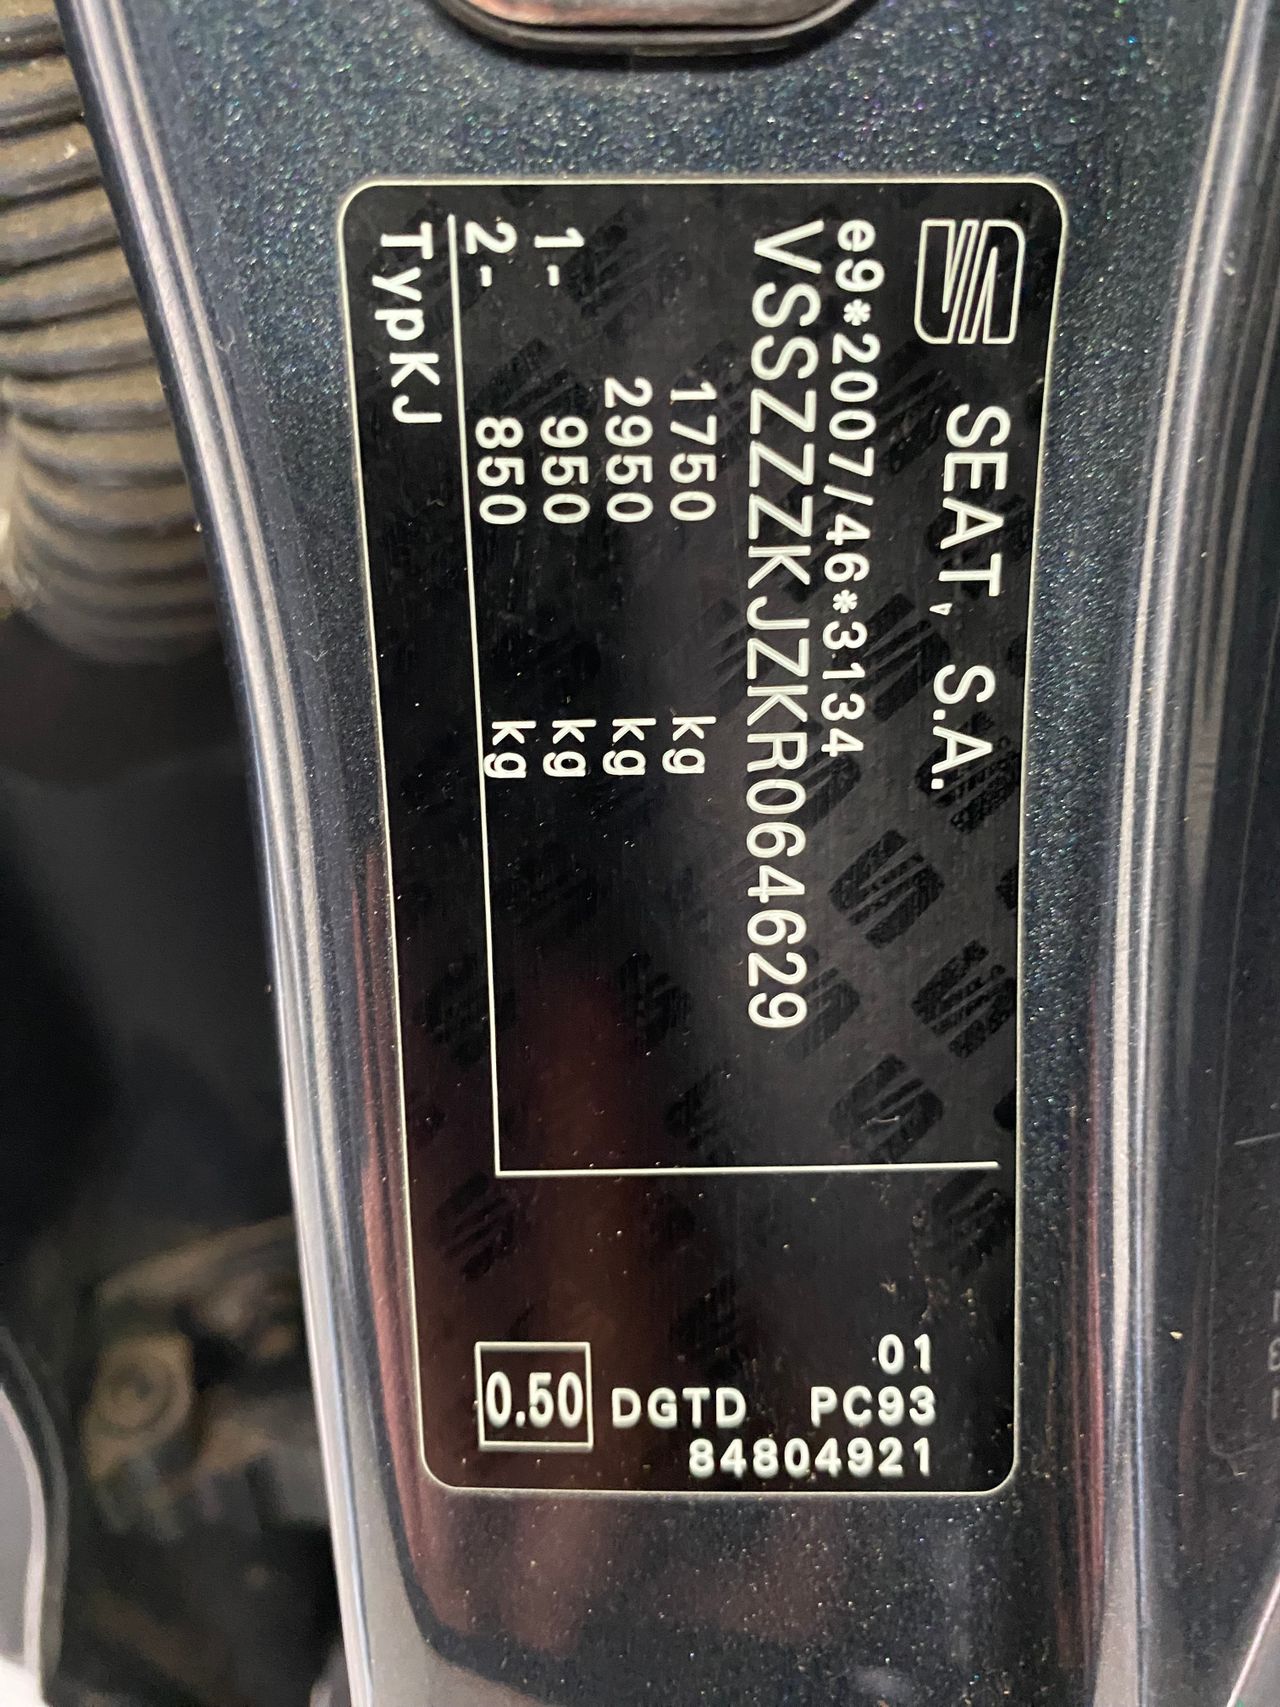 SEAT, S.A.
e9*2007/46*3134
VSSZZZKJZKR064629
1750 kg
2950 kg
1- 950 kg
2- 850 kg
TypKJ
01
PC93
84804921
DGTD
0.50